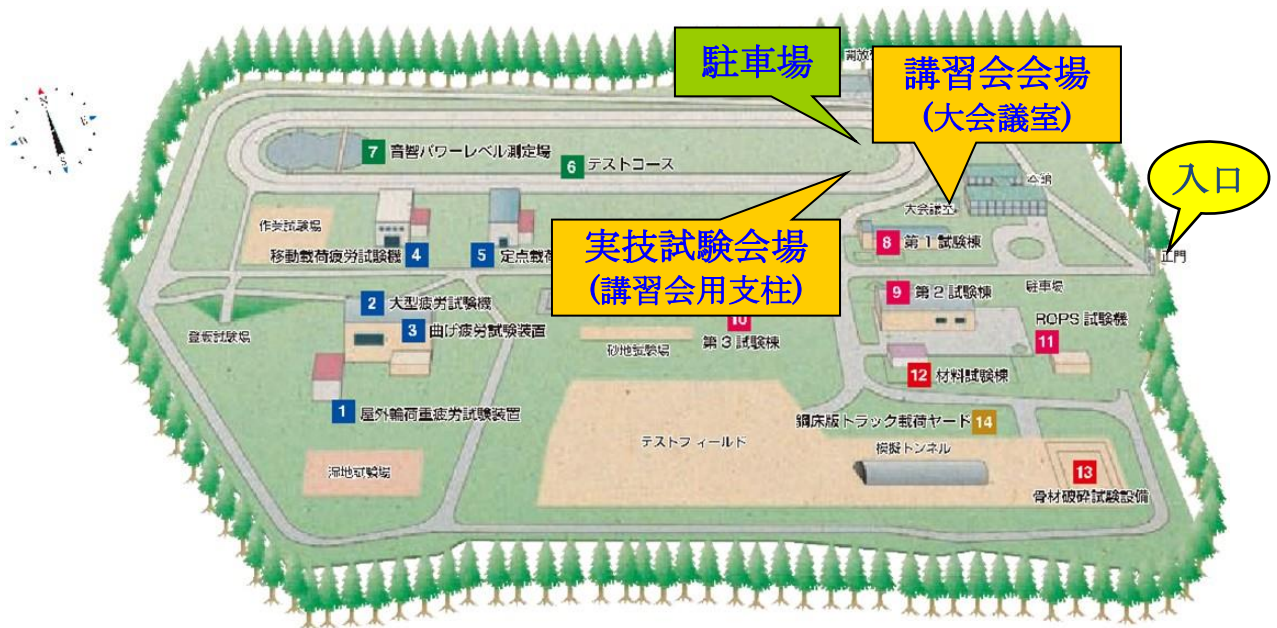 駐車場
講習会会場
(大会議室)
入口
N
E
S
7 音響パワーレベル測定場
6 テストコース
本館
大会議室
作業試験場
実技試験会場
(講習会用支柱)
8 第1試験棟
正門
移動載荷疲労試験機 4
5 定点載荷
駐車場
2 大型疲労試験機
9 第2試験棟
3 曲げ疲労試験装置
ROPS試験機
11
10
第3試験棟
登坂試験場
砂地試験場
12 材料試験棟
1 屋外輪荷重疲労試験装置
鋼床版トラック載荷ヤード 14
テストフィールド
模擬トンネル
湿地試験場
13
骨材破砕試験設備